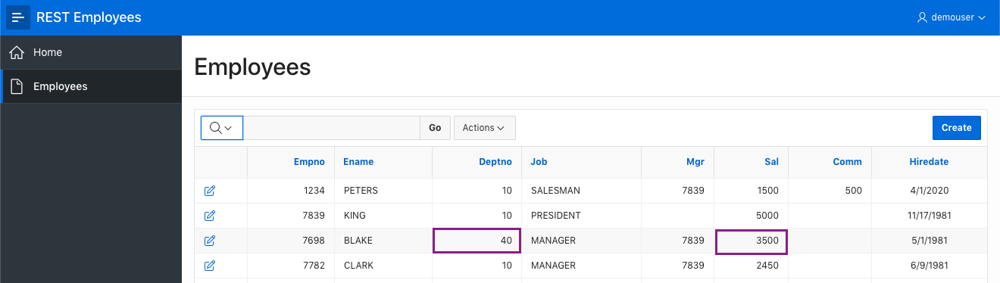 REST Employees demouser
Home
Employees
Employees
Go Actions Create
Empno Ename Deptno Job Mgr Sal Comm Hiredate
1234 PETERS 10 SALESMAN 7839 1500 500 4/1/2020
7839 KING 10 PRESIDENT 5000 11/17/1981
7698 BLAKE 40 MANAGER 7839 3500 5/1/1981
7782 CLARK 10 MANAGER 7839 2450 6/9/1981